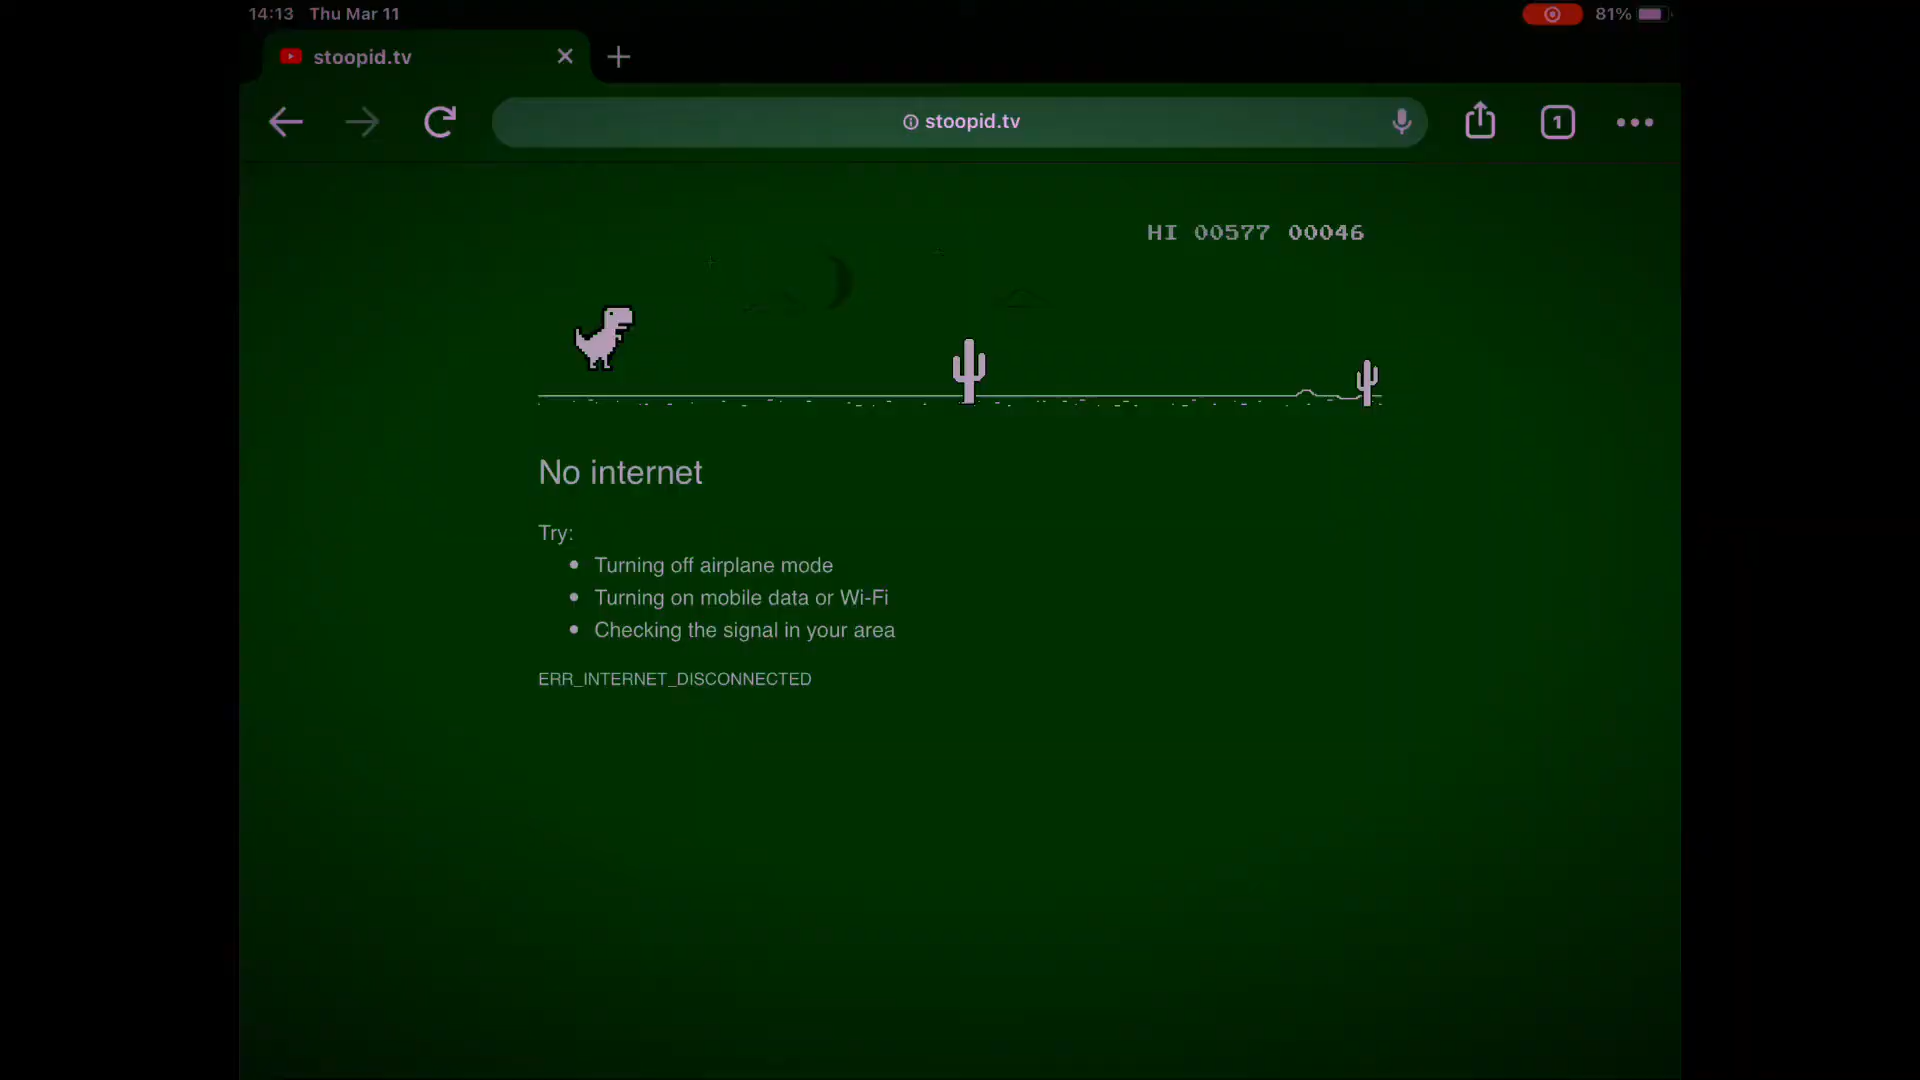 14:13 Thu Mar 11
81%
stoopid.tv
stoopid.tv
1
HI 00577 00046
No internet
Try:
Turning off airplane mode
Turning on mobile data or Wi-Fi
Checking the signal in your area
ERR_INTERNET_DISCONNECTED